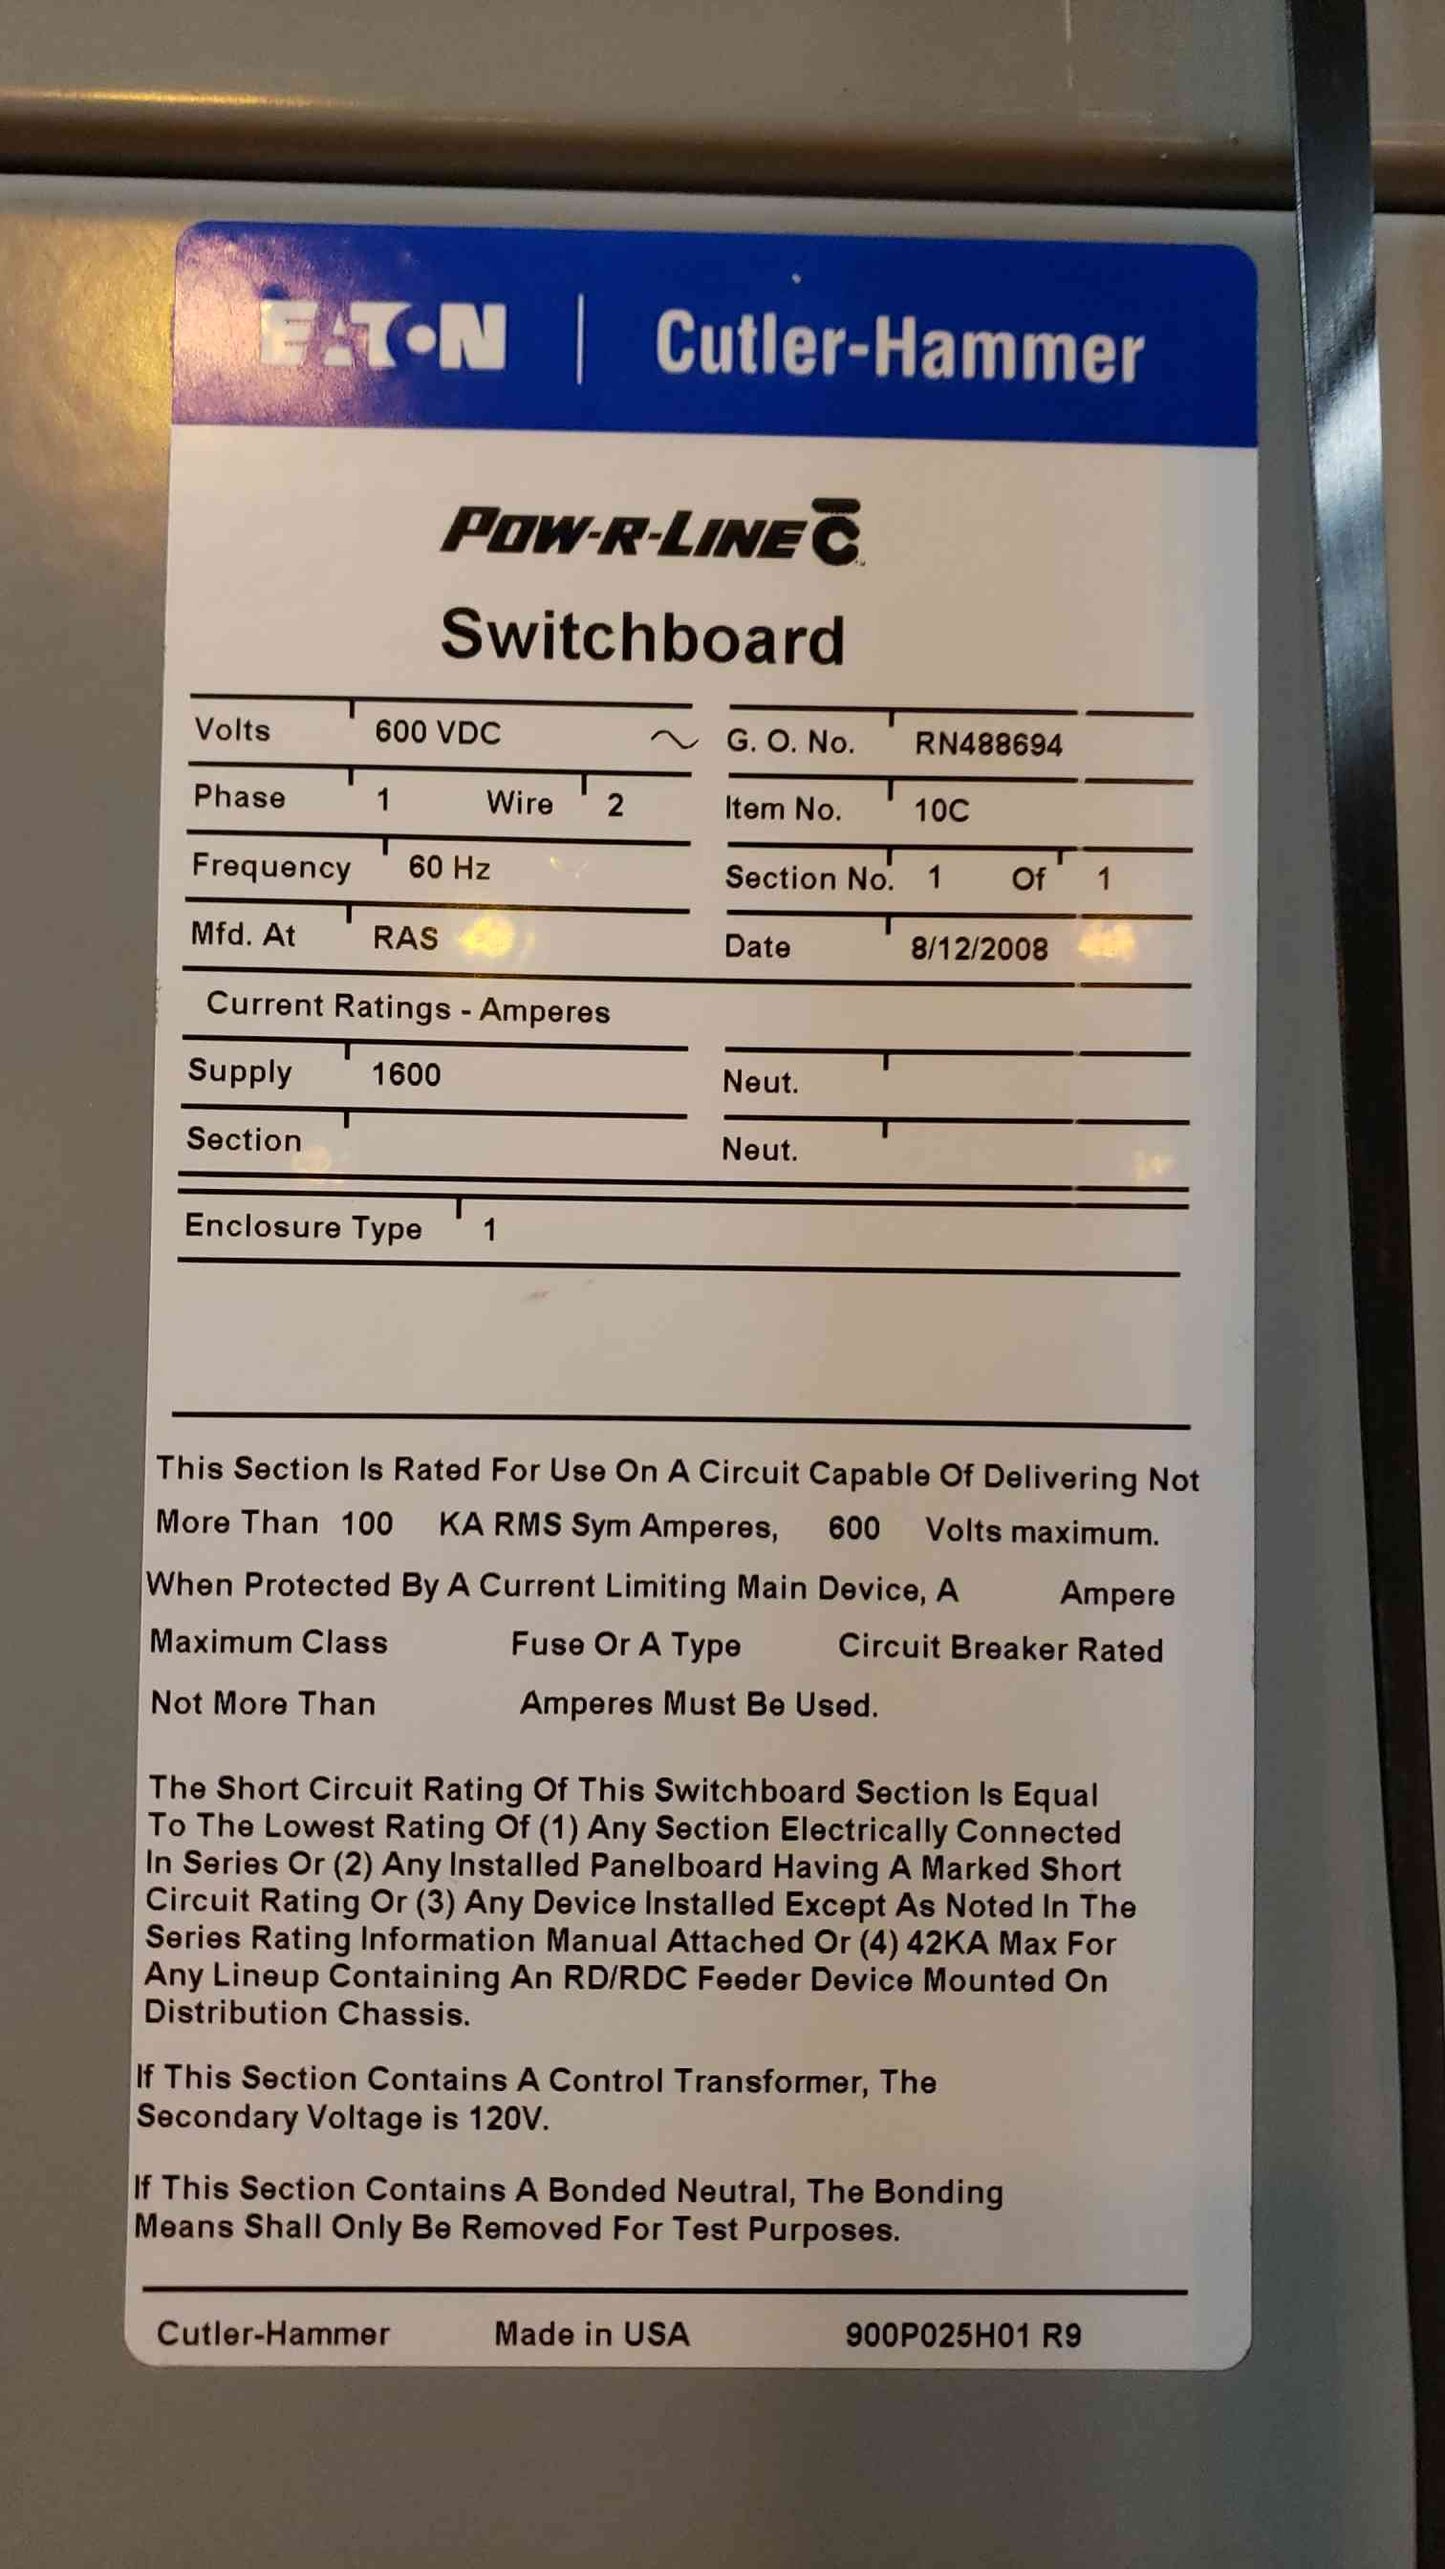 EATON | Cutler-Hammer
POW-R-LINE C
Switchboard
Volts 600 VDC ~ G. O. No. RN488694
Phase 1 Wire 2 Item No. 10C
Frequency 60 Hz Section No. 1 Of 1
Mfd. At RAS Date 8/12/2008
Current Ratings - Amperes
Supply 1600 Neut.
Section Neut.
Enclosure Type 1
This Section Is Rated For Use On A Circuit Capable Of Delivering Not
More Than 100 KA RMS Sym Amperes, 600 Volts maximum.
When Protected By A Current Limiting Main Device, A Ampere
Maximum Class Fuse Or A Type Circuit Breaker Rated
Not More Than Amperes Must Be Used.
The Short Circuit Rating Of This Switchboard Section Is Equal
To The Lowest Rating Of (1) Any Section Electrically Connected
In Series Or (2) Any Installed Panelboard Having A Marked Short
Circuit Rating Or (3) Any Device Installed Except As Noted In The
Series Rating Information Manual Attached Or (4) 42KA Max For
Any Lineup Containing An RD/RDC Feeder Device Mounted On
Distribution Chassis.
If This Section Contains A Control Transformer, The
Secondary Voltage is 120V.
If This Section Contains A Bonded Neutral, The Bonding
Means Shall Only Be Removed For Test Purposes.
Cutler-Hammer Made in USA 900P025H01 R9